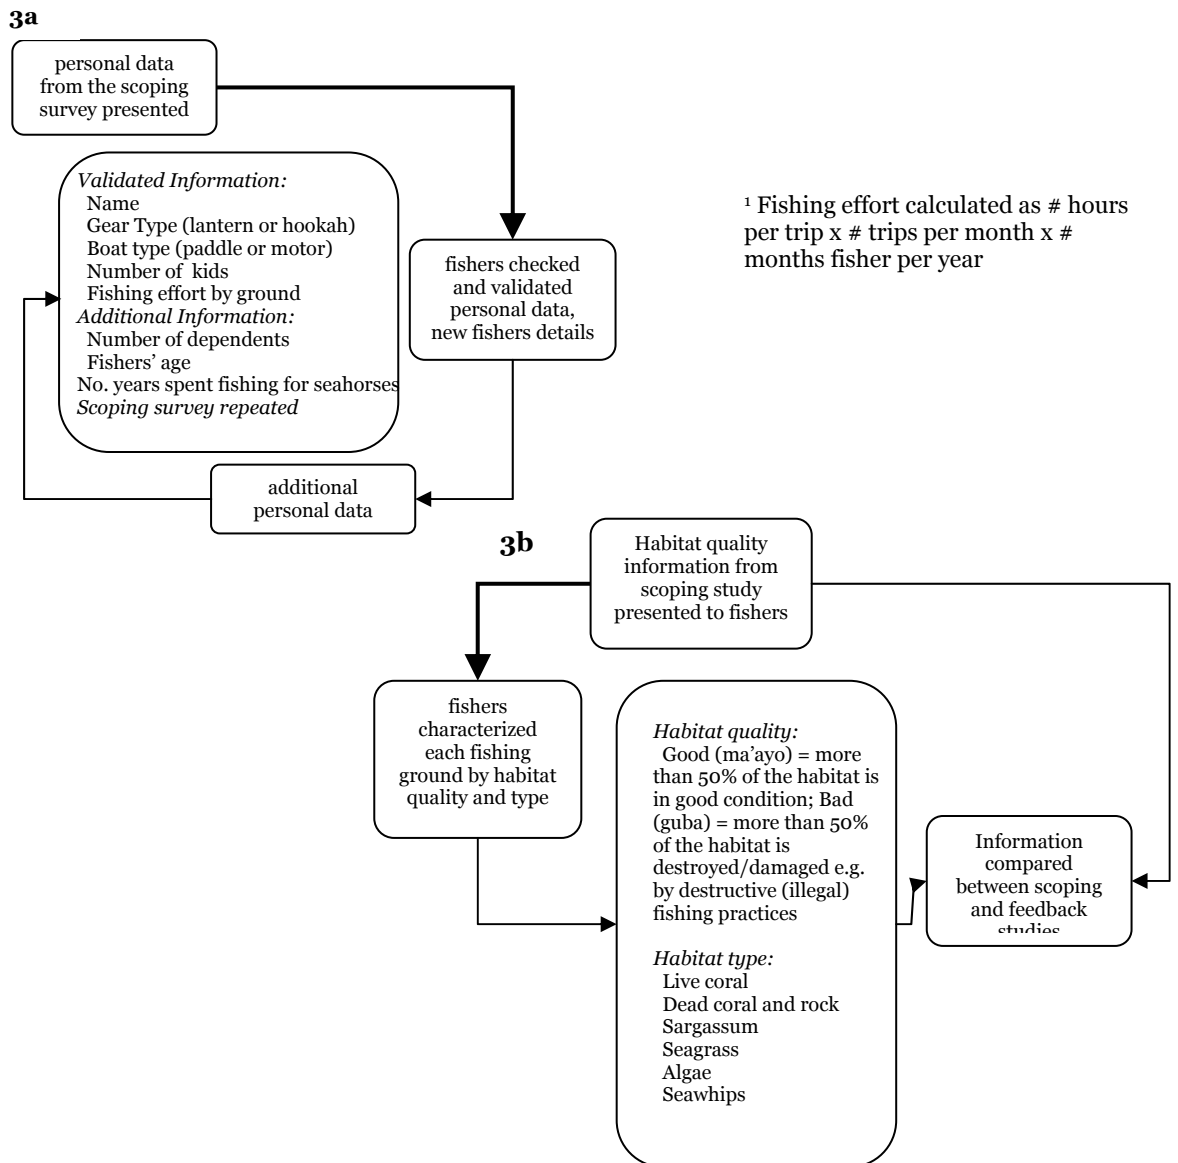 3a
personal data
from the scoping
survey presented
Validated Information:
Name
Gear Type (lantern or hookah)
Boat type (paddle or motor)
Number of kids
Fishing effort by ground
Additional Information:
Number of dependents
Fishers' age
No. years spent fishing for seahorses
Scoping survey repeated
fishers checked
and validated
personal data,
new fishers details
¹ Fishing effort calculated as # hours
per trip x # trips per month x #
months fisher per year
additional
personal data
3b
Habitat quality
information from
scoping study
presented to fishers
fishers
characterized
each fishing
ground by habitat
quality and type
Habitat quality:
Good (ma'ayo) = more
than 50% of the habitat is
in good condition; Bad
(guba) = more than 50%
of the habitat is
destroyed/damaged e.g.
by destructive (illegal)
fishing practices
Habitat type:
Live coral
Dead coral and rock
Sargassum
Seagrass
Algae
Seawhips
Information
compared
between scoping
and feedback
studies